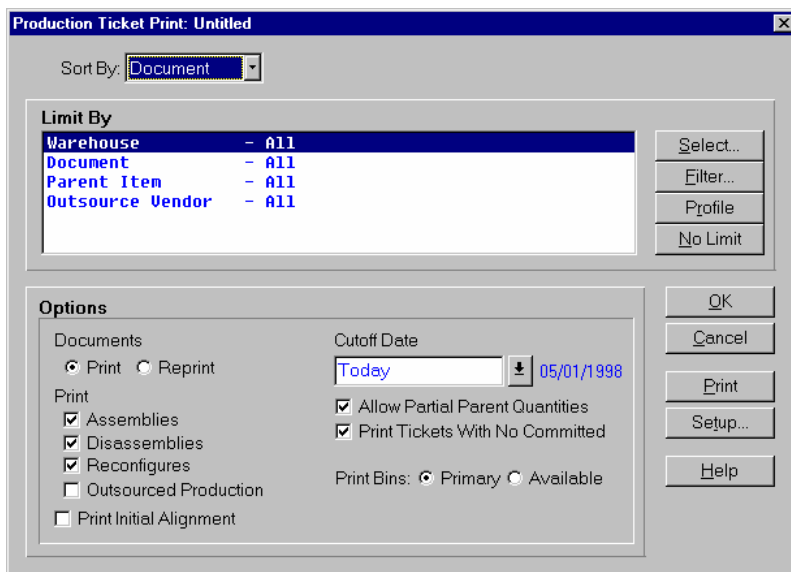 Production Ticket Print: Untitled
Sort By: Document
Limit By
Warehouse - All
Document - All
Parent Item - All
Outsource Vendor - All
Select...
Filter...
Profile
No Limit
Options
Documents
Print Reprint
Print
Assemblies
Disassemblies
Reconfigures
Outsourced Production
Print Initial Alignment
Cutoff Date
Today 05/01/1998
Allow Partial Parent Quantities
Print Tickets With No Committed
Print Bins: Primary Available
OK
Cancel
Print
Setup...
Help